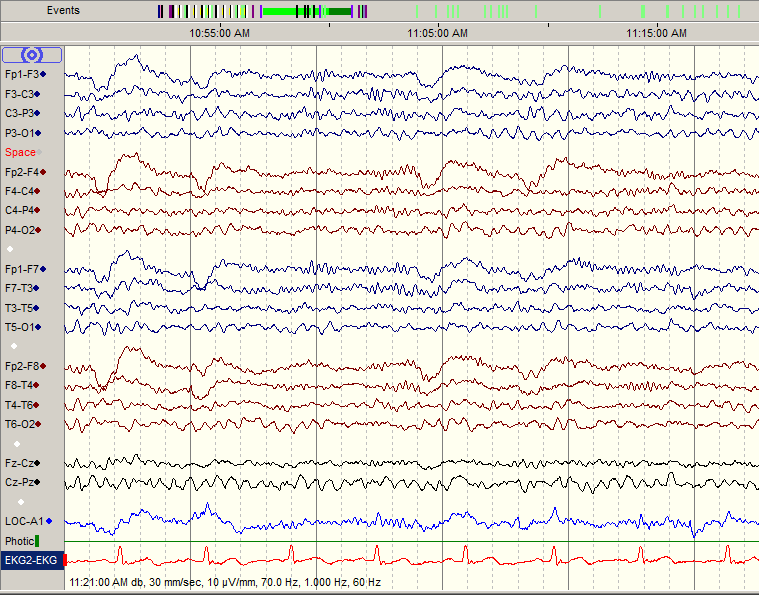 Events
10:55:00 AM 11:05:00 AM 11:15:00 AM
Fp1-F3
F3-C3
C3-P3
P3-O1
Space
Fp2-F4
F4-C4
C4-P4
P4-O2
Fp1-F7
F7-T3
T3-T5
T5-O1
Fp2-F8
F8-T4
T4-T6
T6-O2
Fz-Cz
Cz-Pz
LOC-A1
Photic
EKG2-EKG
11:21:00 AM db, 30 mm/sec, 10 µV/mm, 70.0 Hz, 1.000 Hz, 60 Hz